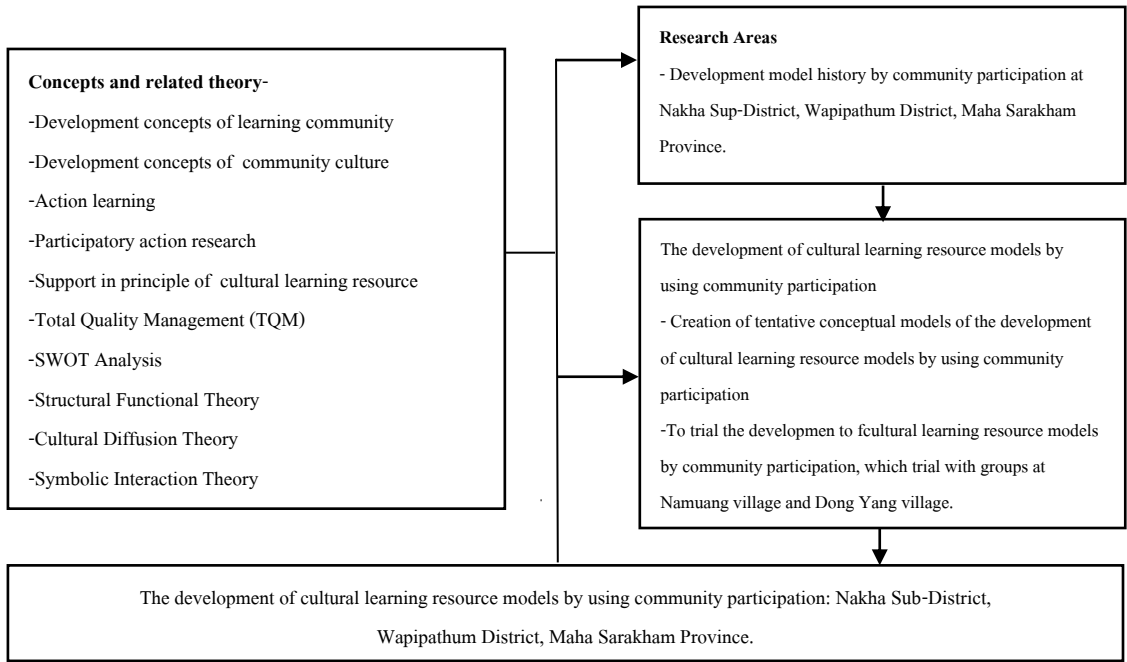 Concepts and related theory-
-Development concepts of learning community
-Development concepts of community culture
-Action learning
-Participatory action research
-Support in principle of cultural learning resource
-Total Quality Management (TQM)
-SWOT Analysis
-Structural Functional Theory
-Cultural Diffusion Theory
-Symbolic Interaction Theory
Research Areas
- Development model history by community participation at
Nakha Sup-District, Wapipathum District, Maha Sarakham
Province.
The development of cultural learning resource models by
using community participation
- Creation of tentative conceptual models of the development
of cultural learning resource models by using community
participation
-To trial the developmen to fcultural learning resource models
by community participation, which trial with groups at
Namuang village and Dong Yang village.
The development of cultural learning resource models by using community participation: Nakha Sub-District,
Wapipathum District, Maha Sarakham Province.